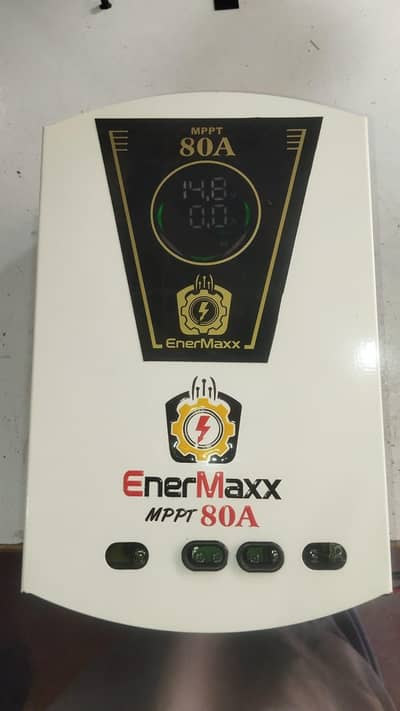 MPPT
80A
14.8
0.0
EnerMaxx
EnerMaxx
MPPT 80A